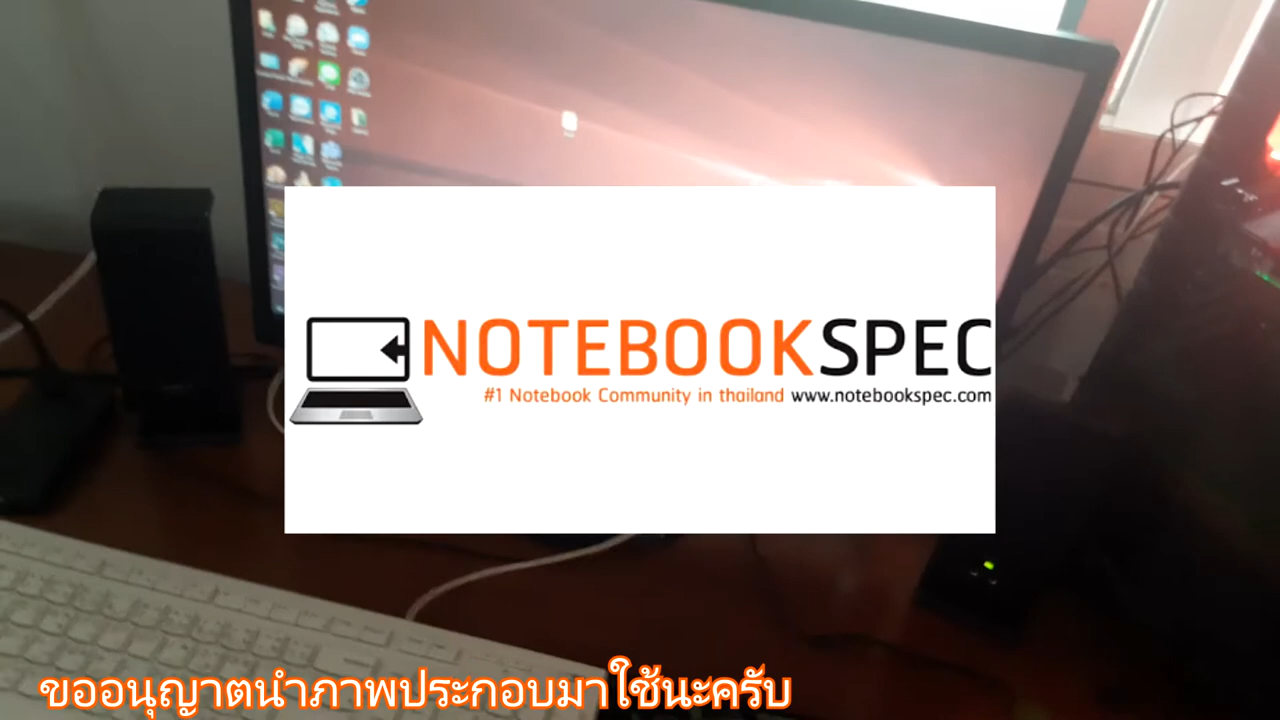 NOTEBOOKSPEC
#1 Notebook Community in thailand www.notebookspec.com
ขออนุญาตนำภาพประกอบมาใช้นะครับ